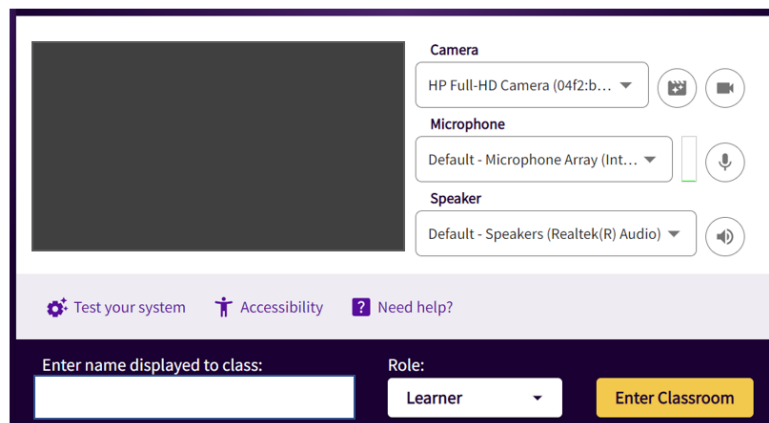 Camera
HP Full-HD Camera (04f2:b...
Microphone
Default - Microphone Array (Int...
Speaker
Default - Speakers (Realtek(R) Audio)
Test your system
Accessibility
? Need help?
Enter name displayed to class:
Role:
Learner
Enter Classroom